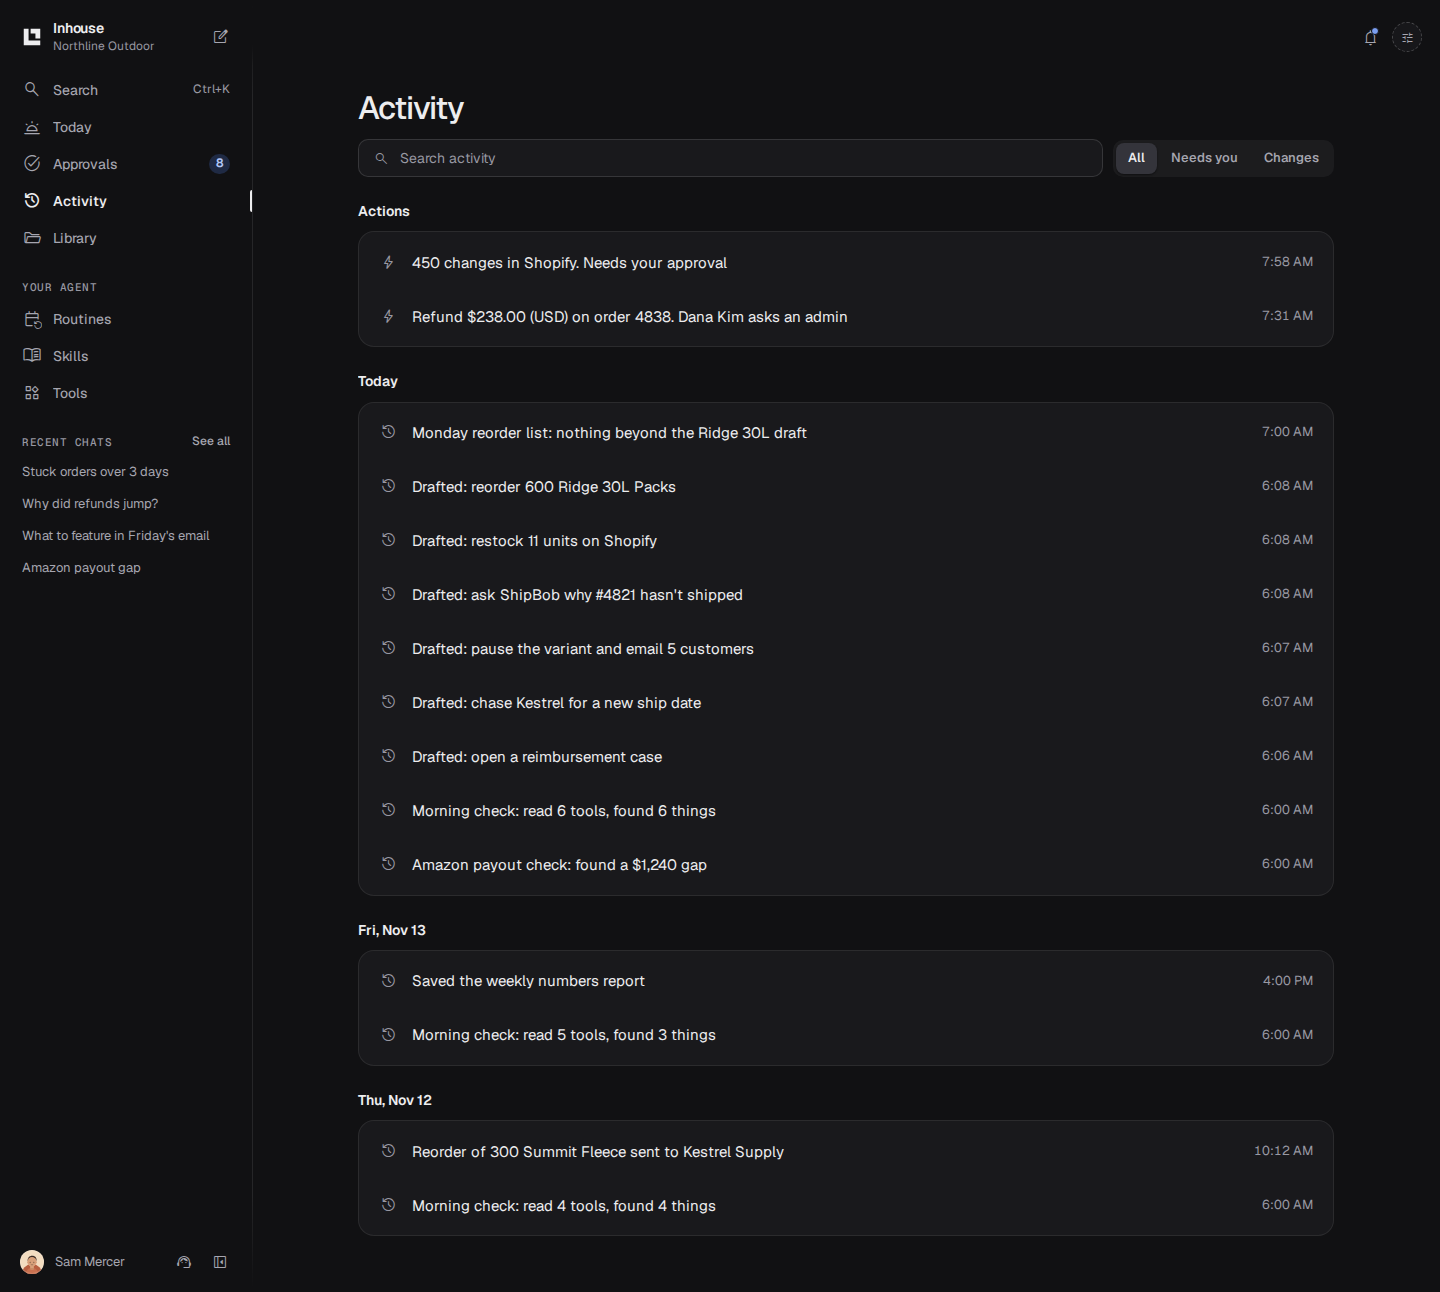 Inhouse
Northline Outdoor
Search Ctrl+K
Today
Approvals 8
Activity
Library
YOUR AGENT
Routines
Skills
Tools
RECENT CHATS See all
Stuck orders over 3 days
Why did refunds jump?
What to feature in Friday's email
Amazon payout gap
Sam Mercer
Activity
Search activity
All Needs you Changes
Actions
450 changes in Shopify. Needs your approval 7:58 AM
Refund $238.00 (USD) on order 4838. Dana Kim asks an admin 7:31 AM
Today
Monday reorder list: nothing beyond the Ridge 30L draft 7:00 AM
Drafted: reorder 600 Ridge 30L Packs 6:08 AM
Drafted: restock 11 units on Shopify 6:08 AM
Drafted: ask ShipBob why #4821 hasn't shipped 6:08 AM
Drafted: pause the variant and email 5 customers 6:07 AM
Drafted: chase Kestrel for a new ship date 6:07 AM
Drafted: open a reimbursement case 6:06 AM
Morning check: read 6 tools, found 6 things 6:00 AM
Amazon payout check: found a $1,240 gap 6:00 AM
Fri, Nov 13
Saved the weekly numbers report 4:00 PM
Morning check: read 5 tools, found 3 things 6:00 AM
Thu, Nov 12
Reorder of 300 Summit Fleece sent to Kestrel Supply 10:12 AM
Morning check: read 4 tools, found 4 things 6:00 AM